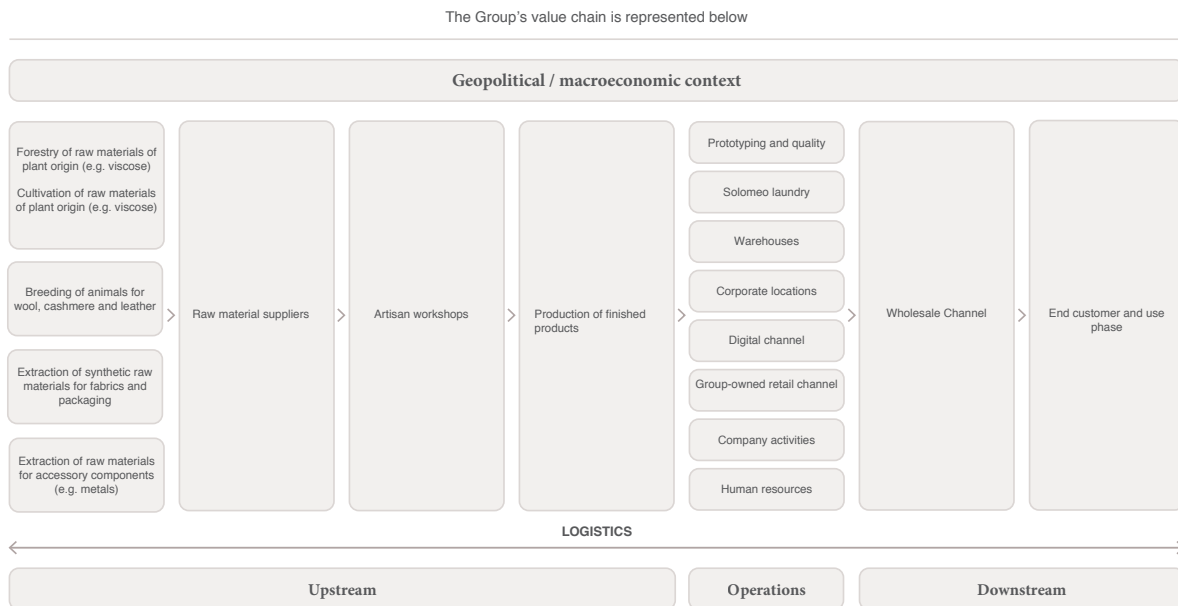 The Group’s value chain is represented below
Geopolitical / macroeconomic context
Forestry of raw materials of
plant origin (e.g. viscose)
Cultivation of raw materials
of plant origin (e.g. viscose)
Breeding of animals for
wool, cashmere and leather
Extraction of synthetic raw
materials for fabrics and
packaging
Extraction of raw materials
for accessory components
(e.g. metals)
Raw material suppliers
Artisan workshops
Production of finished
products
Prototyping and quality
Solomeo laundry
Warehouses
Corporate locations
Digital channel
Group-owned retail channel
Company activities
Human resources
Wholesale Channel
End customer and use
phase
LOGISTICS
Upstream
Operations
Downstream